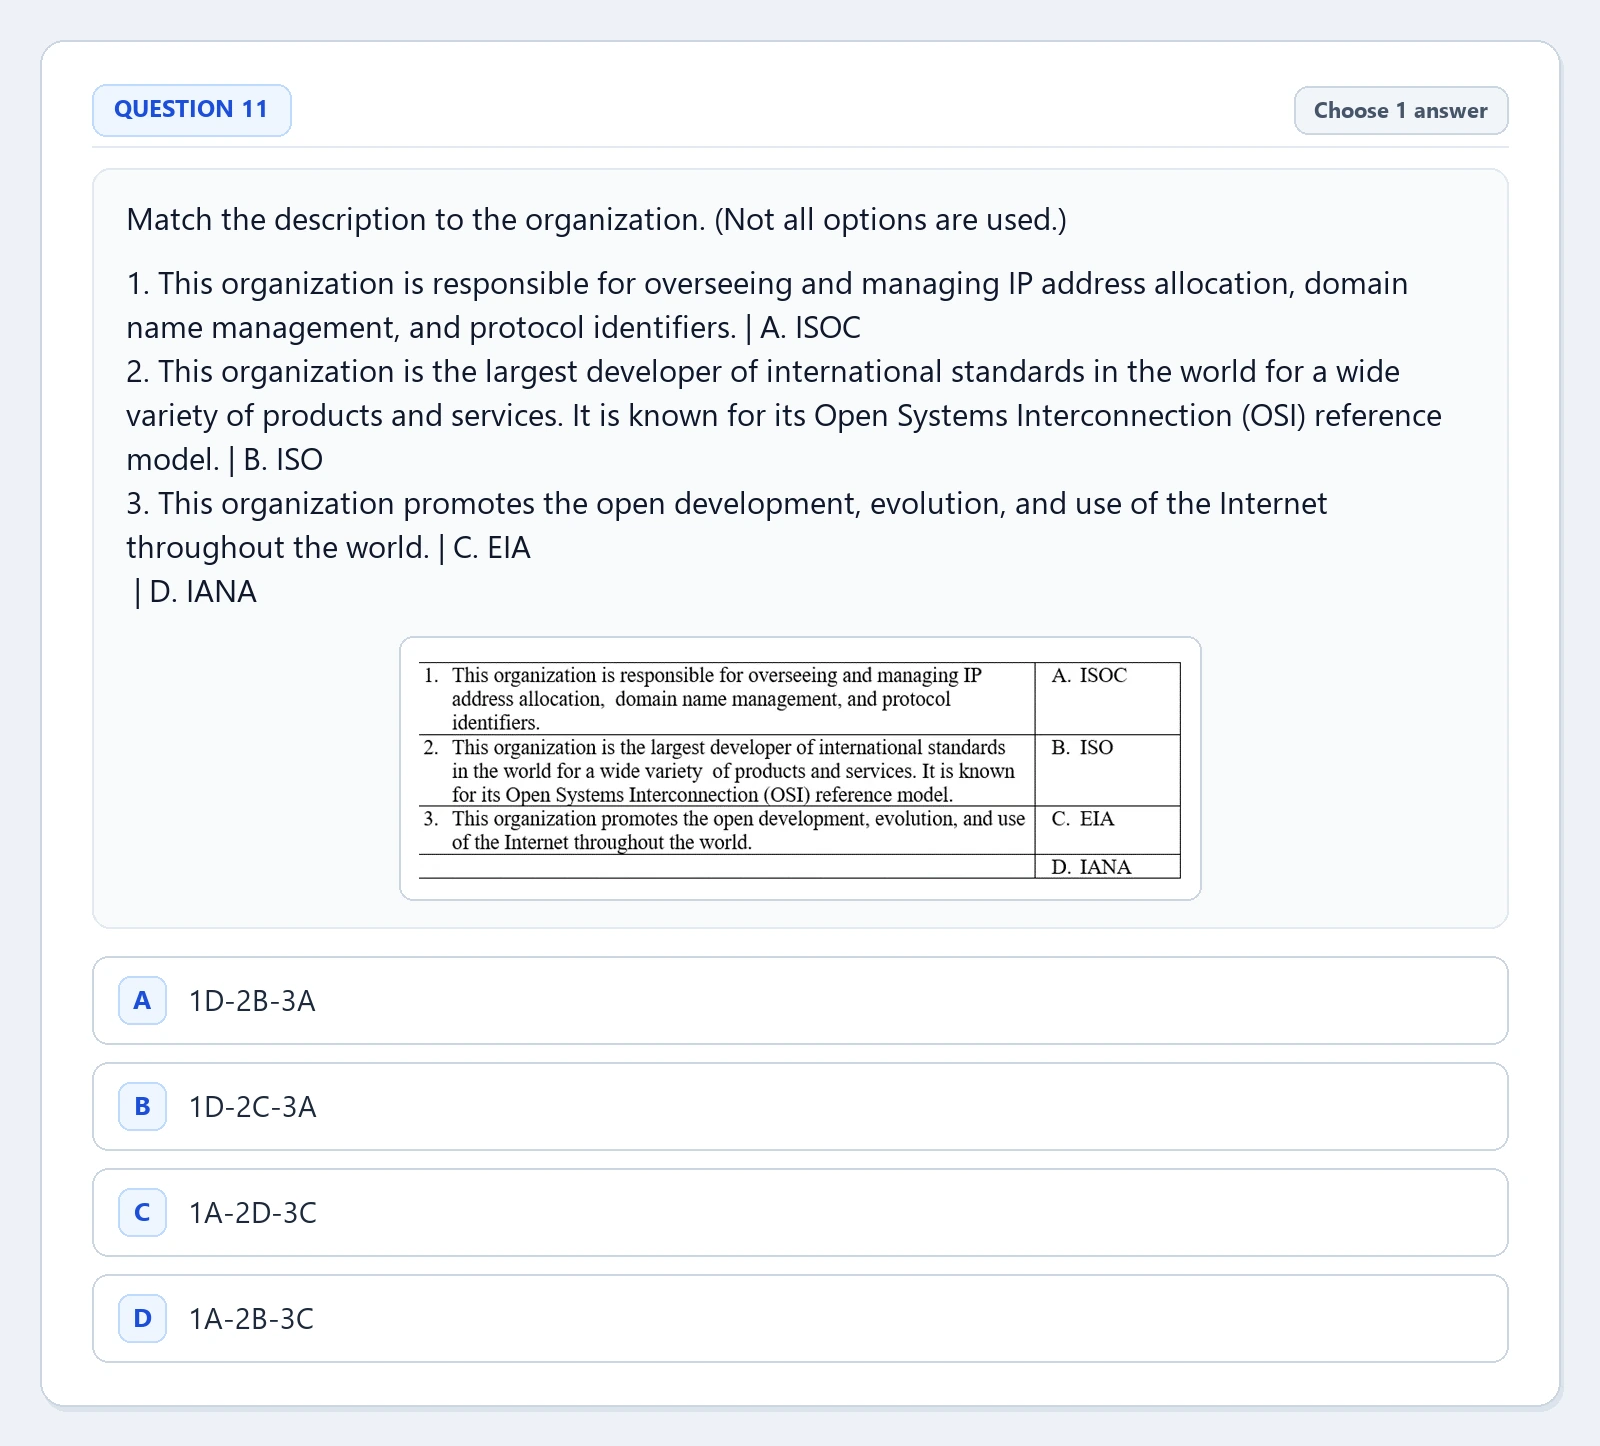 QUESTION 11
Choose 1 answer
Match the description to the organization. (Not all options are used.)
1. This organization is responsible for overseeing and managing IP address allocation, domain
name management, and protocol identifiers. | A. ISOC
2. This organization is the largest developer of international standards in the world for a wide
variety of products and services. It is known for its Open Systems Interconnection (OSI) reference
model. | B. ISO
3. This organization promotes the open development, evolution, and use of the Internet
throughout the world. | C. EIA
| D. IANA
1. This organization is responsible for overseeing and managing IP A. ISOC
address allocation, domain name management, and protocol
identifiers.
2. This organization is the largest developer of international standards B. ISO
in the world for a wide variety of products and services. It is known
for its Open Systems Interconnection (OSI) reference model.
3. This organization promotes the open development, evolution, and use C. EIA
of the Internet throughout the world.
D. IANA
A 1D-2B-3A
B 1D-2C-3A
C 1A-2D-3C
D 1A-2B-3C